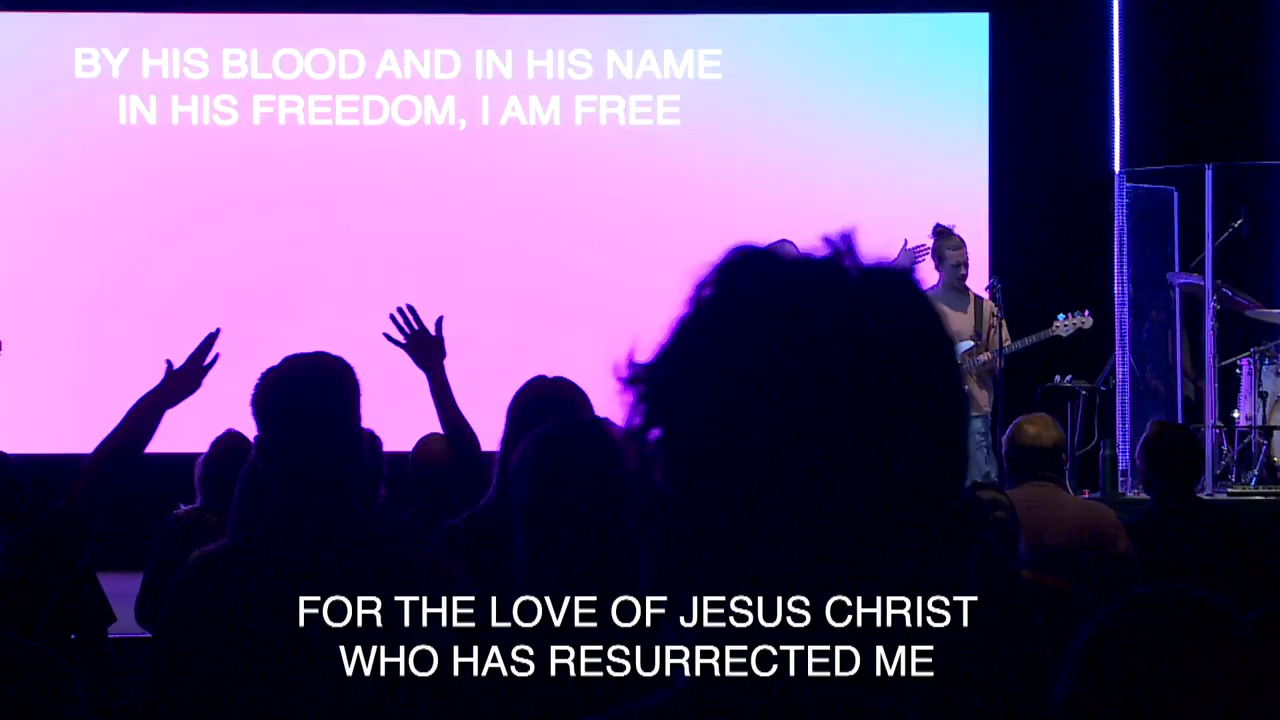 BY HIS BLOOD AND IN HIS NAME
IN HIS FREEDOM, I AM FREE
FOR THE LOVE OF JESUS CHRIST
WHO HAS RESURRECTED ME